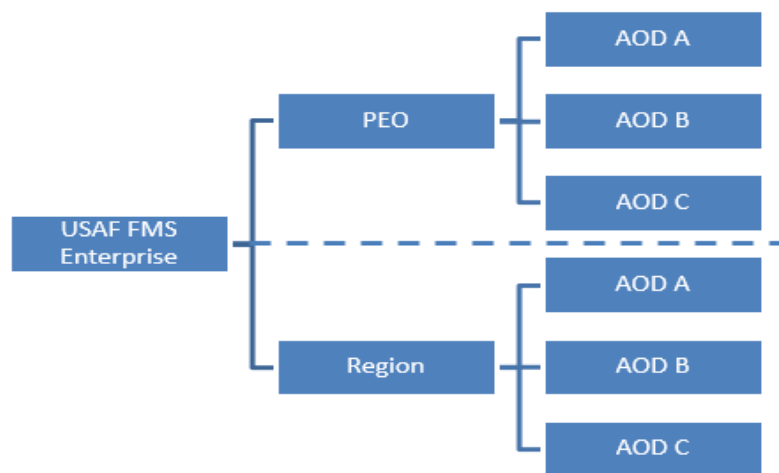 AOD A
PEO
AOD B
AOD C
USAF FMS
Enterprise
AOD A
Region
AOD B
AOD C